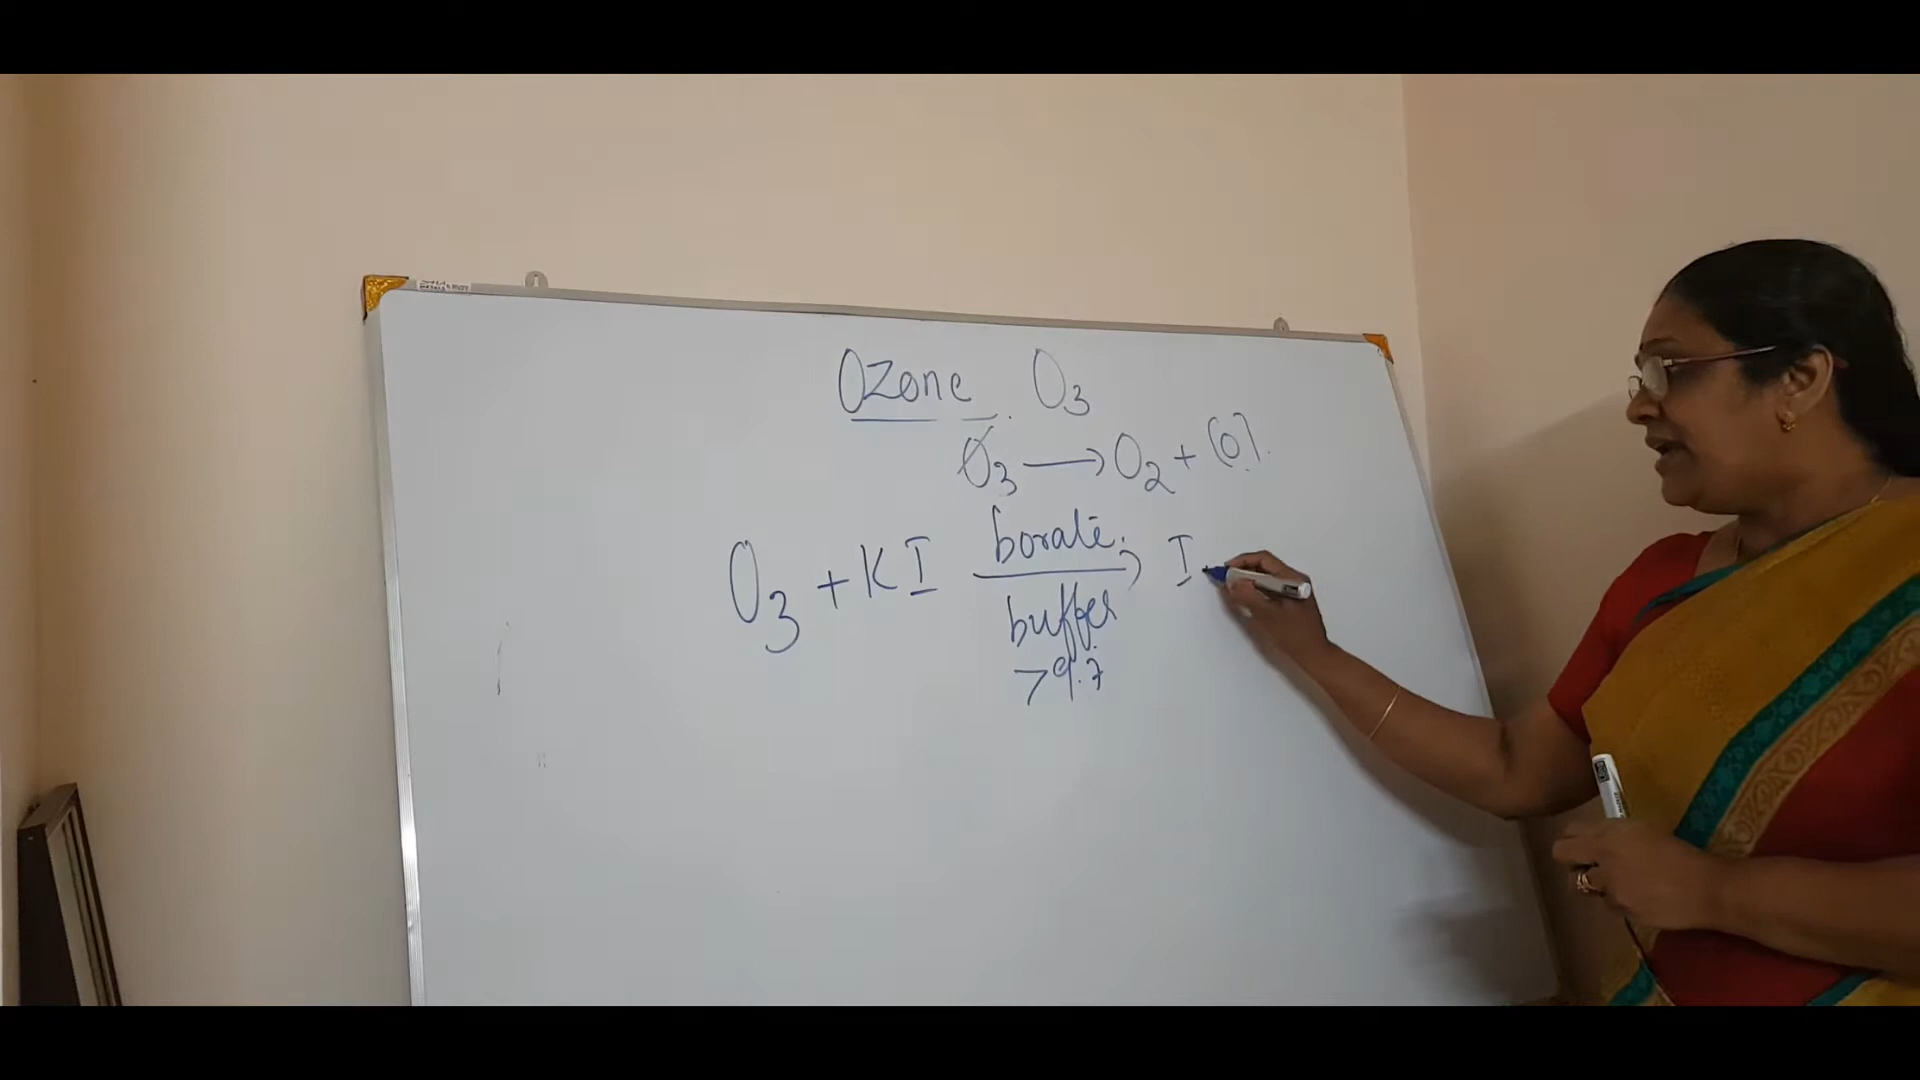 Ozone. O3
O3 → O2 + [O].
O3 + KI borate. → I
buffer
>9.7